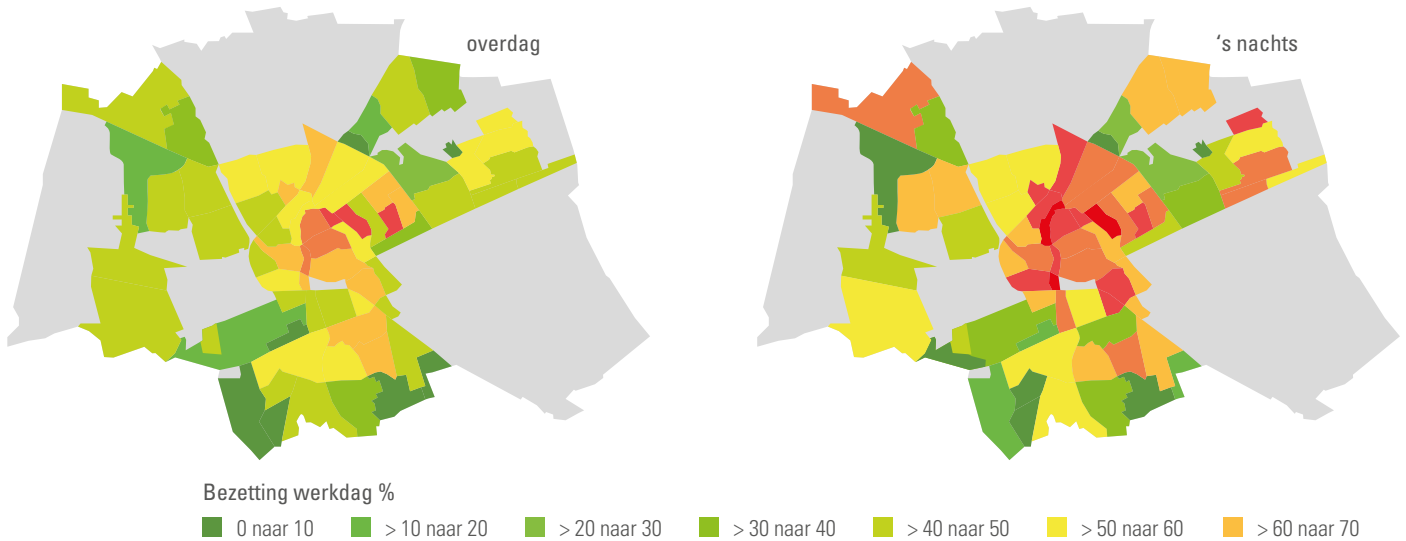 overdag
‘s nachts
Bezetting werkdag %
0 naar 10
> 10 naar 20
> 20 naar 30
> 30 naar 40
> 40 naar 50
> 50 naar 60
> 60 naar 70